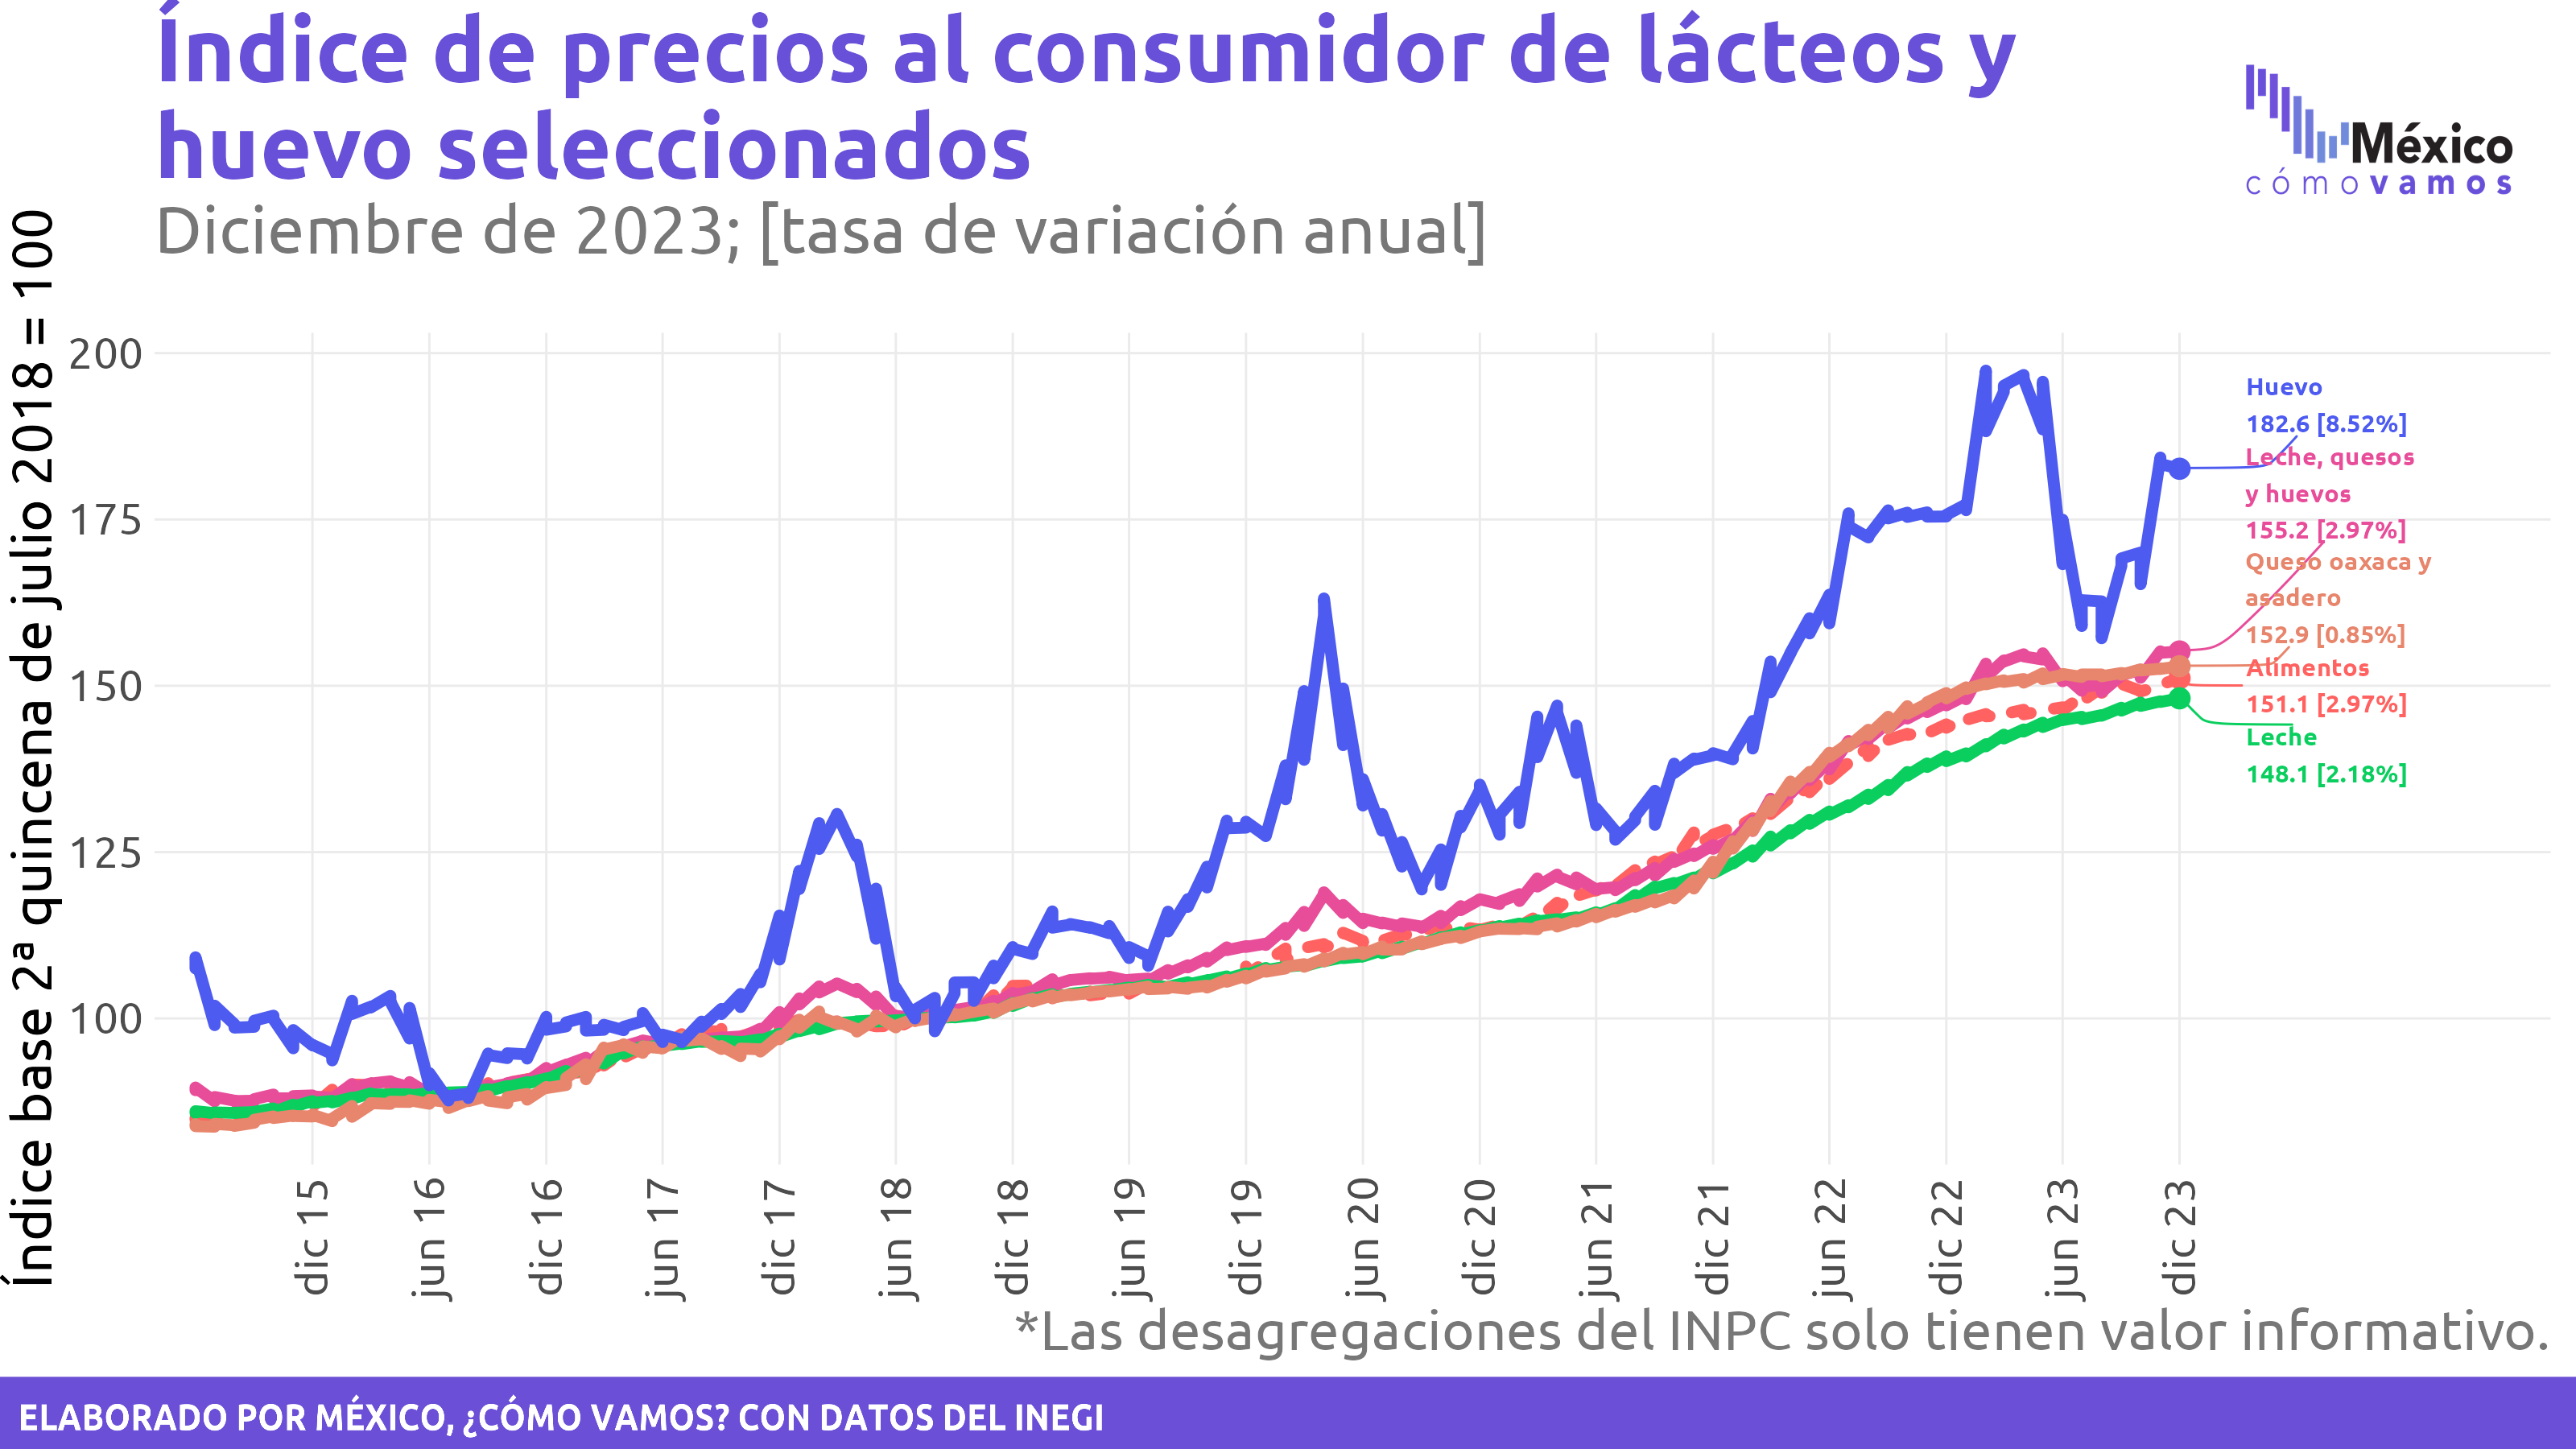 Índice de precios al consumidor de lácteos y
huevo seleccionados
Diciembre de 2023; [tasa de variación anual]
México
cómo vamos
Índice base 2ª quincena de julio 2018 = 100
200
175
150
125
100
Huevo
182.6 [8.52%]
Leche, quesos
y huevos
155.2 [2.97%]
Queso oaxaca y
asadero
152.9 [0.85%]
Alimentos
151.1 [2.97%]
Leche
148.1 [2.18%]
dic 15
jun 16
dic 16
jun 17
dic 17
jun 18
dic 18
jun 19
dic 19
jun 20
dic 20
jun 21
dic 21
jun 22
dic 22
jun 23
dic 23
*Las desagregaciones del INPC solo tienen valor informativo.
ELABORADO POR MÉXICO, ¿CÓMO VAMOS? CON DATOS DEL INEGI